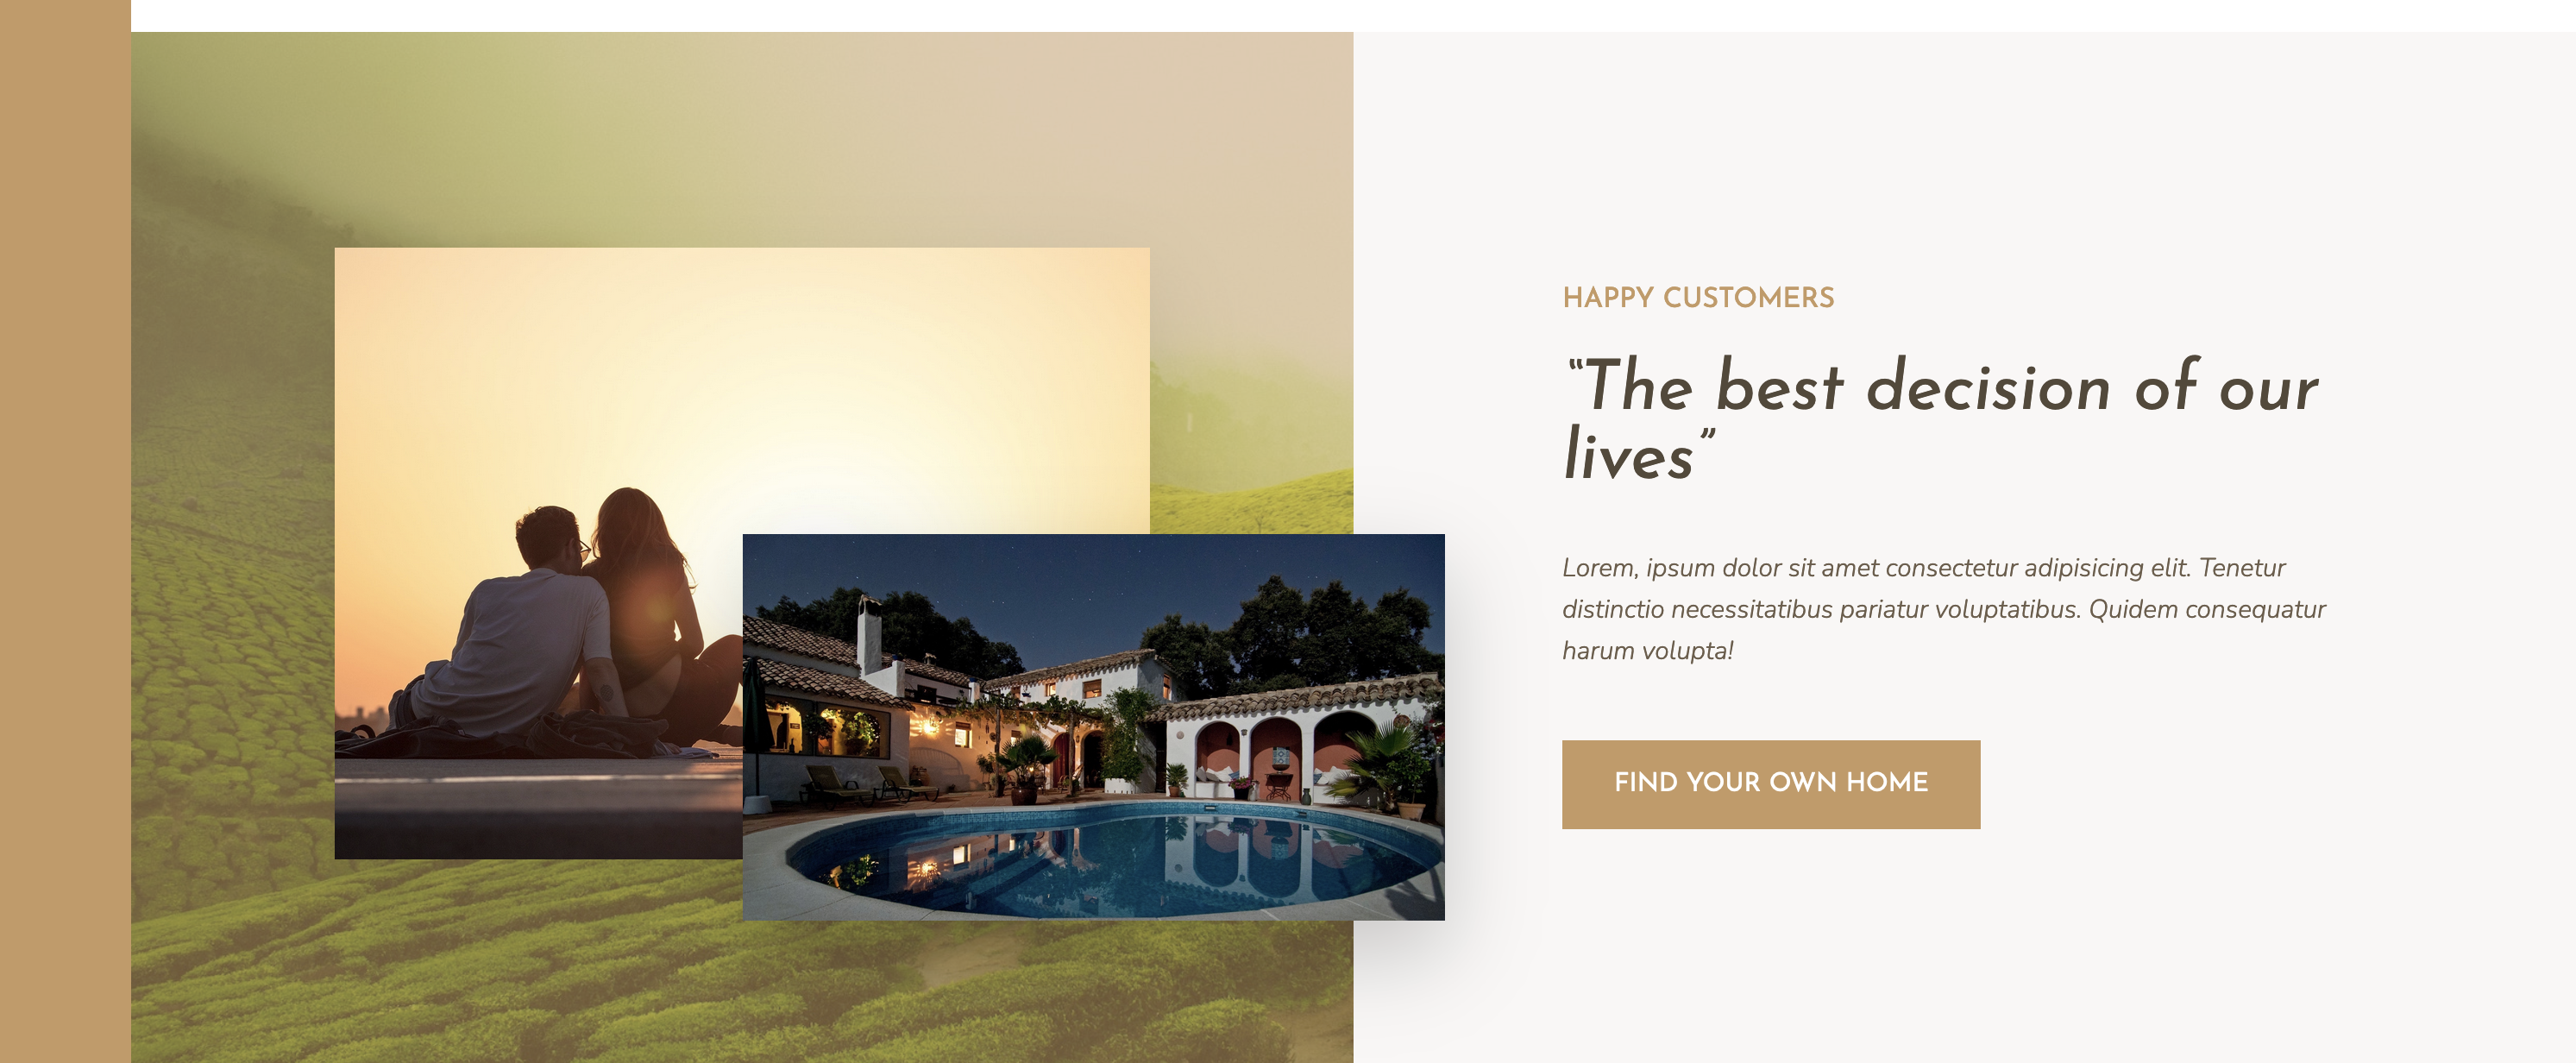 HAPPY CUSTOMERS
“The best decision of our
lives”
Lorem, ipsum dolor sit amet consectetur adipisicing elit. Tenetur
distinctio necessitatibus pariatur voluptatibus. Quidem consequatur
harum volupta!
FIND YOUR OWN HOME